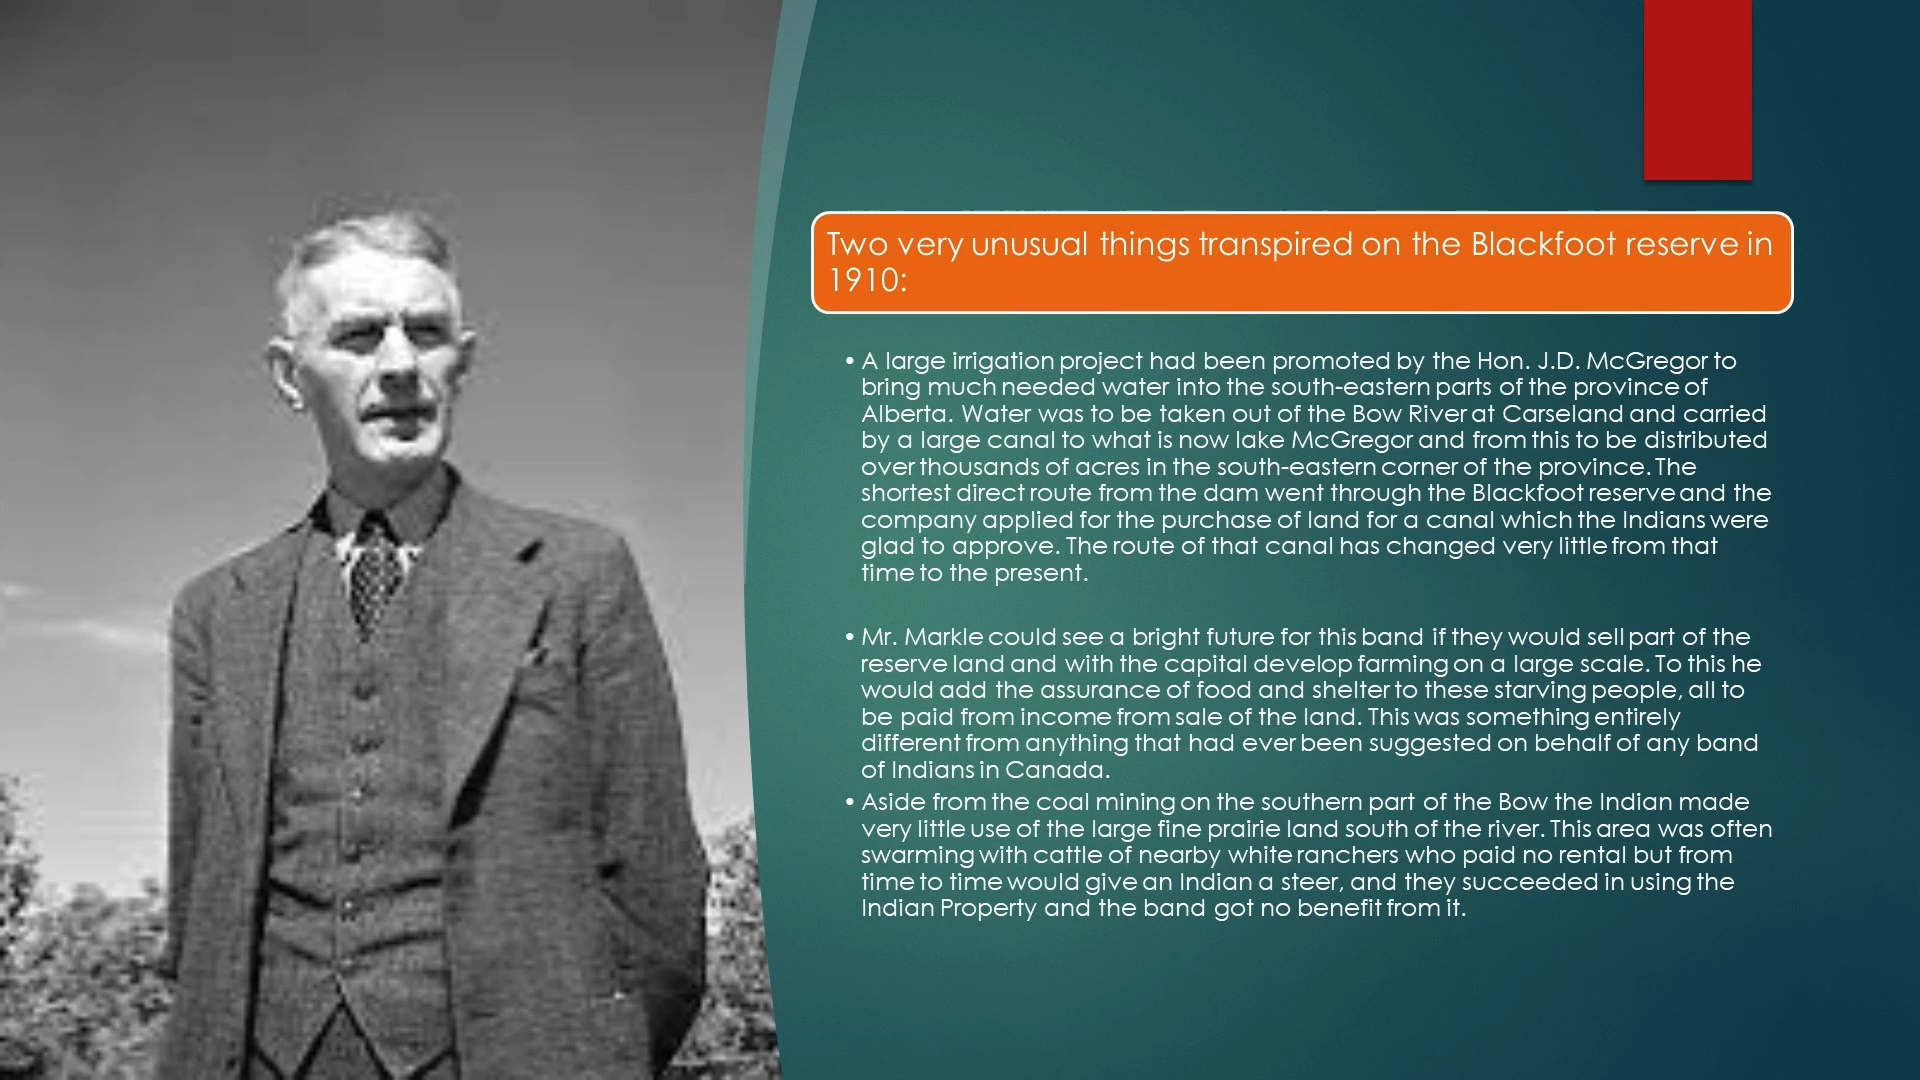 Two very unusual things transpired on the Blackfoot reserve in
1910:
• A large irrigation project had been promoted by the Hon. J.D. McGregor to
bring much needed water into the south-eastern parts of the province of
Alberta. Water was to be taken out of the Bow River at Carseland and carried
by a large canal to what is now lake McGregor and from this to be distributed
over thousands of acres in the south-eastern corner of the province. The
shortest direct route from the dam went through the Blackfoot reserve and the
company applied for the purchase of land for a canal which the Indians were
glad to approve. The route of that canal has changed very little from that
time to the present.
• Mr. Markle could see a bright future for this band if they would sell part of the
reserve land and with the capital develop farming on a large scale. To this he
would add the assurance of food and shelter to these starving people, all to
be paid from income from sale of the land. This was something entirely
different from anything that had ever been suggested on behalf of any band
of Indians in Canada.
• Aside from the coal mining on the southern part of the Bow the Indian made
very little use of the large fine prairie land south of the river. This area was often
swarming with cattle of nearby white ranchers who paid no rental but from
time to time would give an Indian a steer, and they succeeded in using the
Indian Property and the band got no benefit from it.